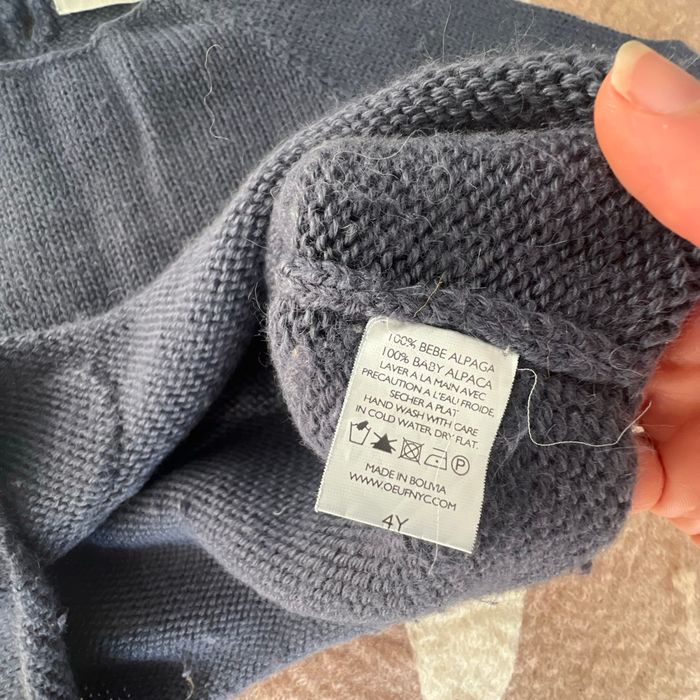 100% BEBE ALPAGA
100% BABY ALPACA
LAVER A LA MAIN AVEC
PRECAUTION A L'EAU FROIDE,
SECHER A PLAT
HAND WASH WITH CARE
IN COLD WATER, DRY FLAT.
P
MADE IN BOLIVIA
WWW.OEUFNYC.COM
4Y